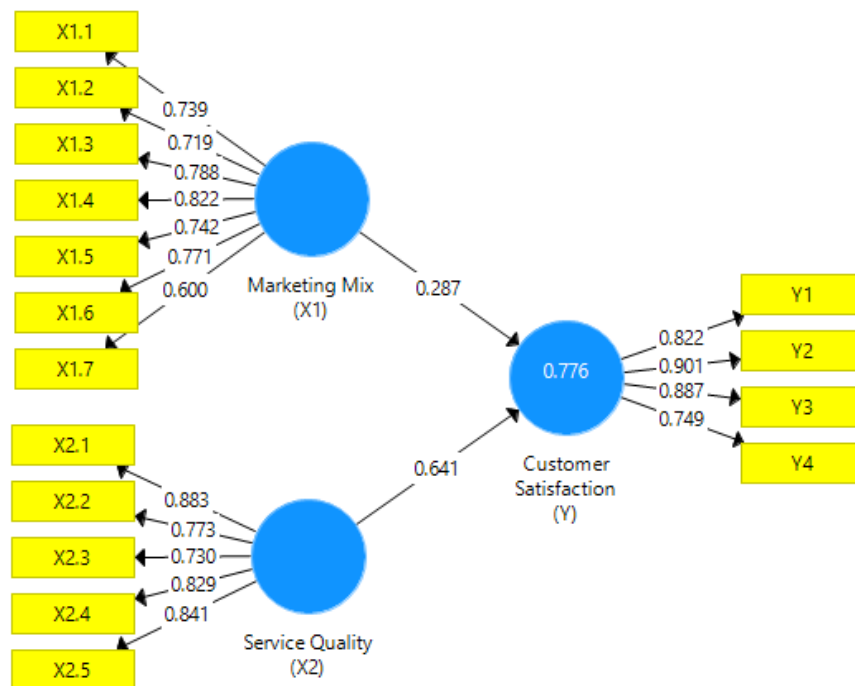 X1.1
X1.2
X1.3
X1.4
X1.5
X1.6
X1.7
0.739
0.719
0.788
0.822
0.742
0.771
0.600
Marketing Mix
(X1)
0.287
X2.1
X2.2
X2.3
X2.4
X2.5
0.883
0.773
0.730
0.829
0.841
Service Quality
(X2)
0.641
0.776
Customer
Satisfaction
(Y)
0.822
0.901
0.887
0.749
Y1
Y2
Y3
Y4